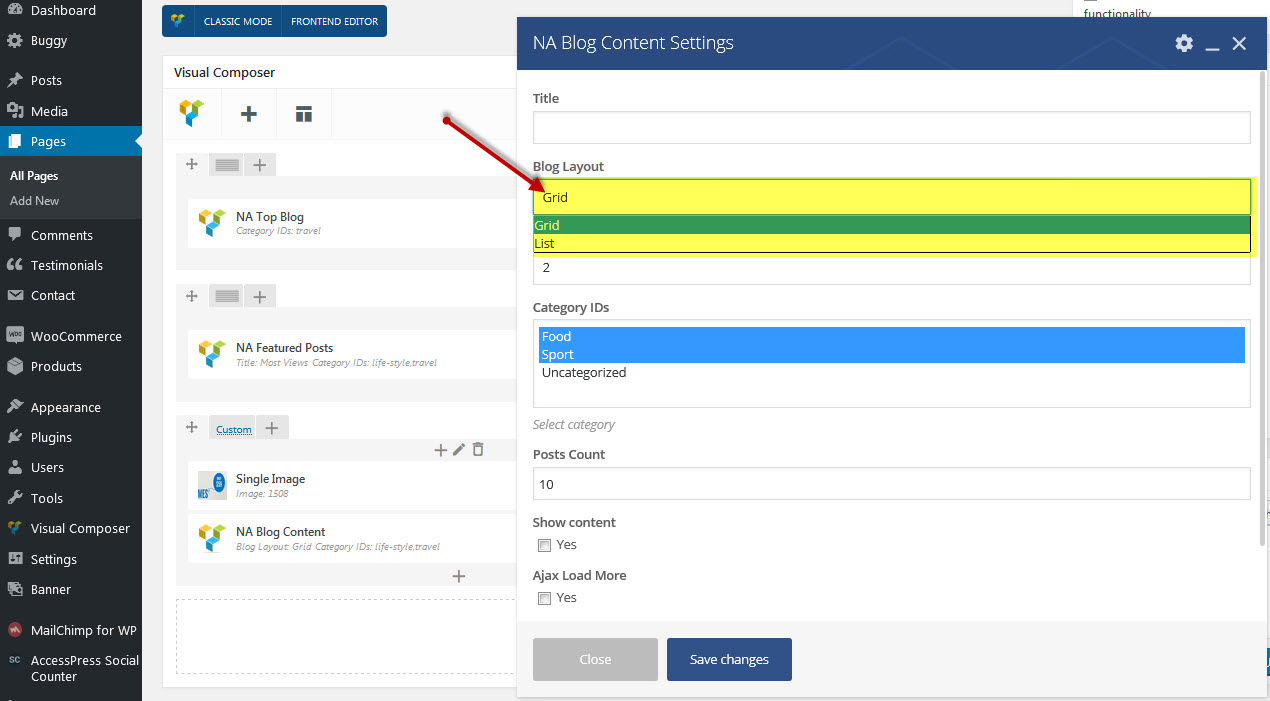 Dashboard
Buggy
Posts
Media
Pages
All Pages
Add New
Comments
Testimonials
Contact
WOO
WooCommerce
Products
Appearance
Plugins
Users
Tools
Visual Composer
Settings
Banner
MailChimp for WP
SC
AccessPress Social
Counter
CLASSIC MODE
FRONTEND EDITOR
Visual Composer
NA Top Blog
Category IDs: travel
NA Featured Posts
Title: Most Views Category IDs: life-style,travel
Custom
Single Image
Image: 1508
NA Blog Content
Blog Layout: Grid Category IDs: life-style,travel
functionality
NA Blog Content Settings
Title
Blog Layout
Grid
Grid
List
2
Category IDs
Food
Sport
Uncategorized
Select category
Posts Count
10
Show content
Yes
Ajax Load More
Yes
Close
Save changes